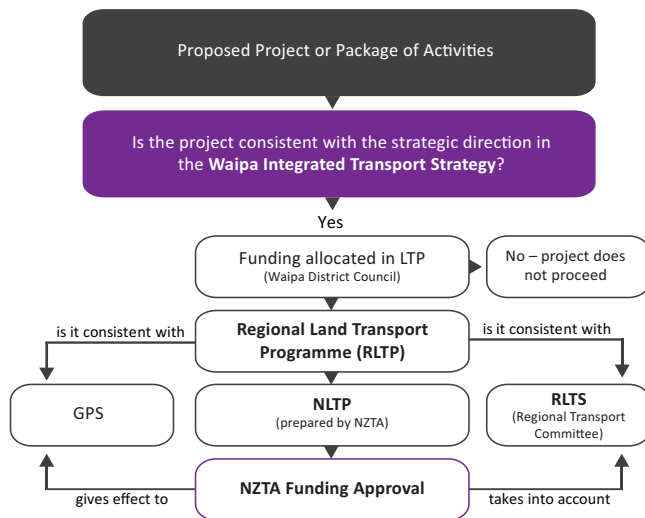 Proposed Project or Package of Activities
Is the project consistent with the strategic direction in
the Waipa Integrated Transport Strategy?
Yes
Funding allocated in LTP
(Waipa District Council)
No – project does
not proceed
is it consistent with
Regional Land Transport
Programme (RLTP)
is it consistent with
GPS
NLTP
(prepared by NZTA)
RLTS
(Regional Transport
Committee)
gives effect to
NZTA Funding Approval
takes into account